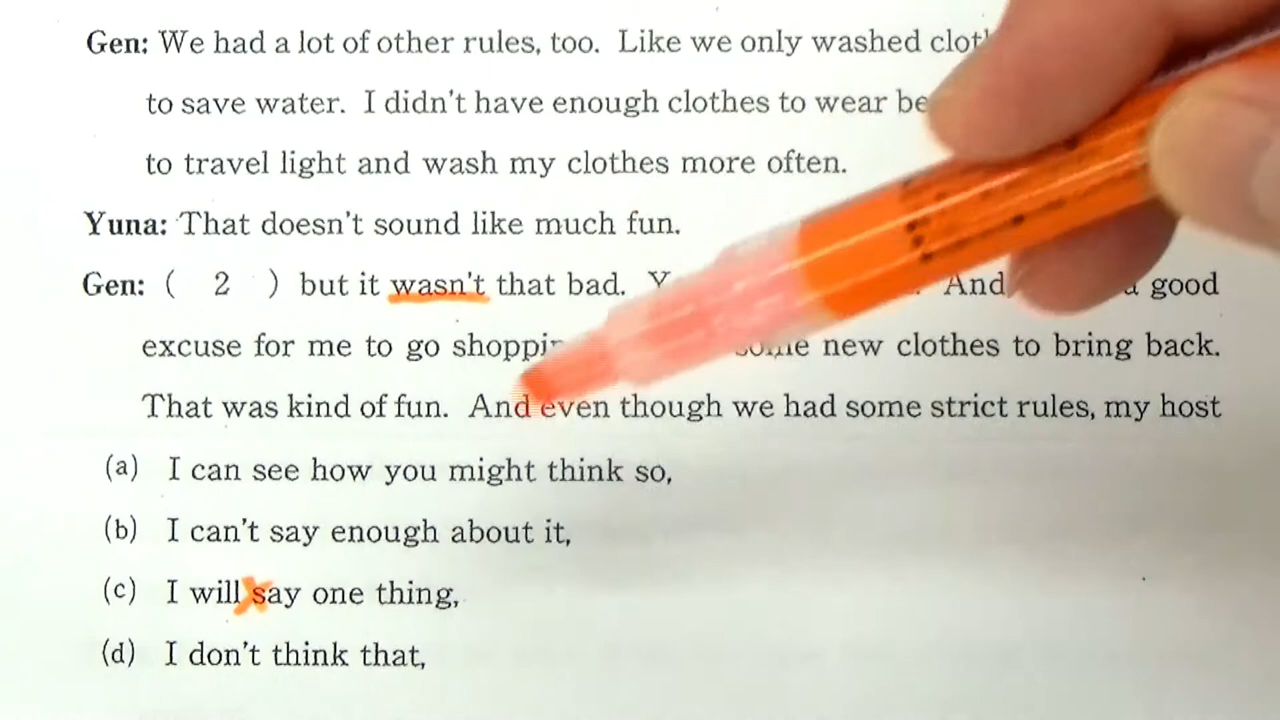 Gen: We had a lot of other rules, too. Like we only washed
to save water. I didn't have enough clothes to wear
to travel light and wash my clothes more often.
Yuna: That doesn't sound like much fun.
Gen: ( 2 ) but it wasn't that bad. And good
excuse for me to go new clothes to bring back.
That was kind of fun. And even though we had some strict rules, my host
(a) I can see how you might think so,
(b) I can't say enough about it,
(c) I will say one thing,
(d) I don't think that,